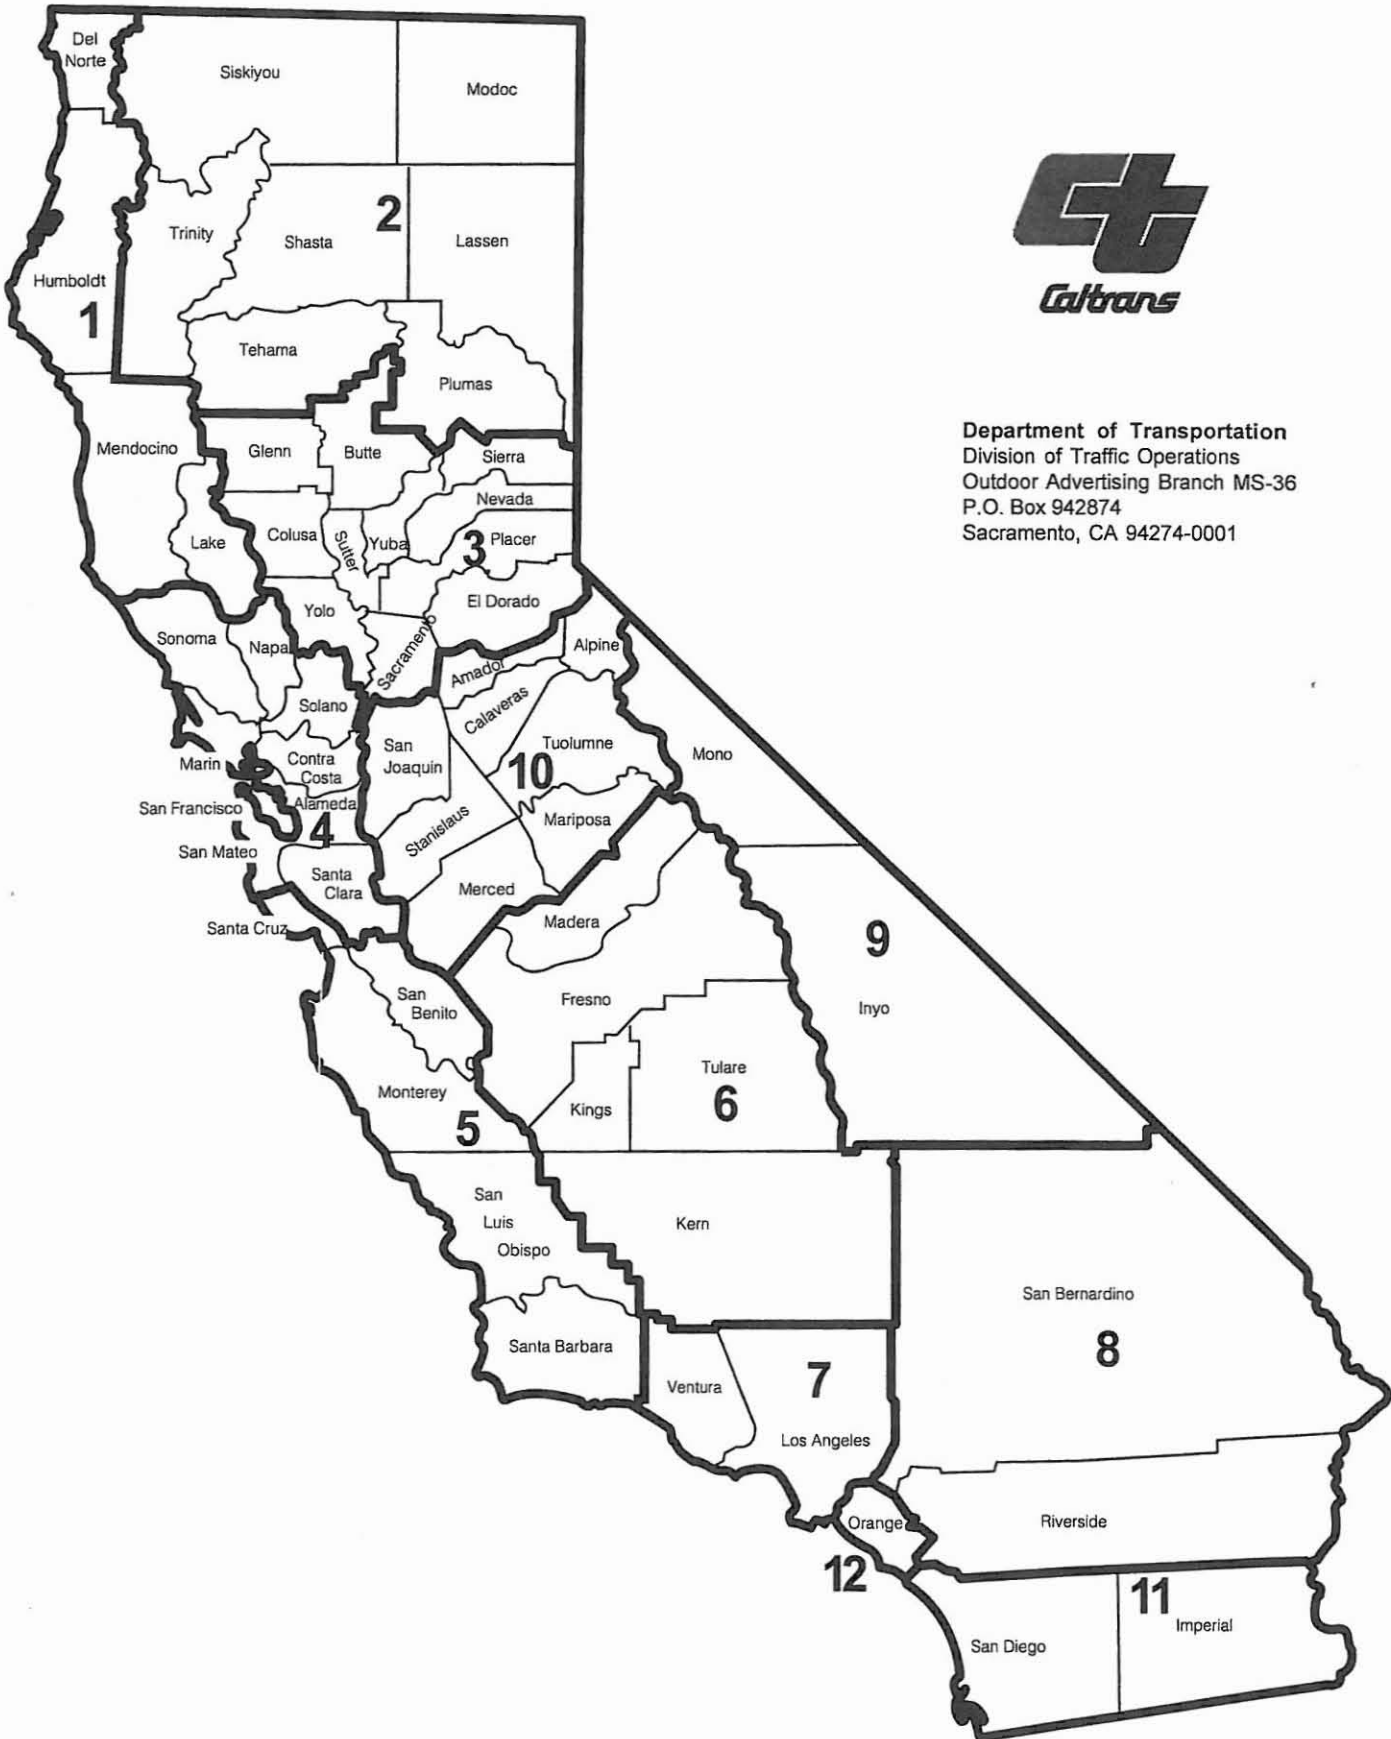 Del
Norte
Siskiyou
Modoc
Trinity
2
Shasta
Lassen
Humboldt
1
Caltrans
Tehama
Plumas
Department of Transportation
Division of Traffic Operations
Outdoor Advertising Branch MS-36
P.O. Box 942874
Sacramento, CA 94274-0001
Mendocino
Glenn
Butte
Sierra
Nevada
Lake
Colusa
Sutter
Yuba
3
Placer
Yolo
El Dorado
Sonoma
Napa
Sacramento
Amador
Alpine
Solano
Calaveras
Marin
Contra
Costa
San
Joaquin
Tuolumne
10
Mono
San Francisco
Alameda
4
Stanislaus
Mariposa
San Mateo
Santa
Clara
Merced
Madera
Santa Cruz
9
San
Benito
Fresno
Inyo
Monterey
5
Kings
Tulare
6
San
Luis
Obispo
Kern
San Bernardino
8
Santa Barbara
Ventura
7
Los Angeles
Orange
Riverside
12
11
San Diego
Imperial